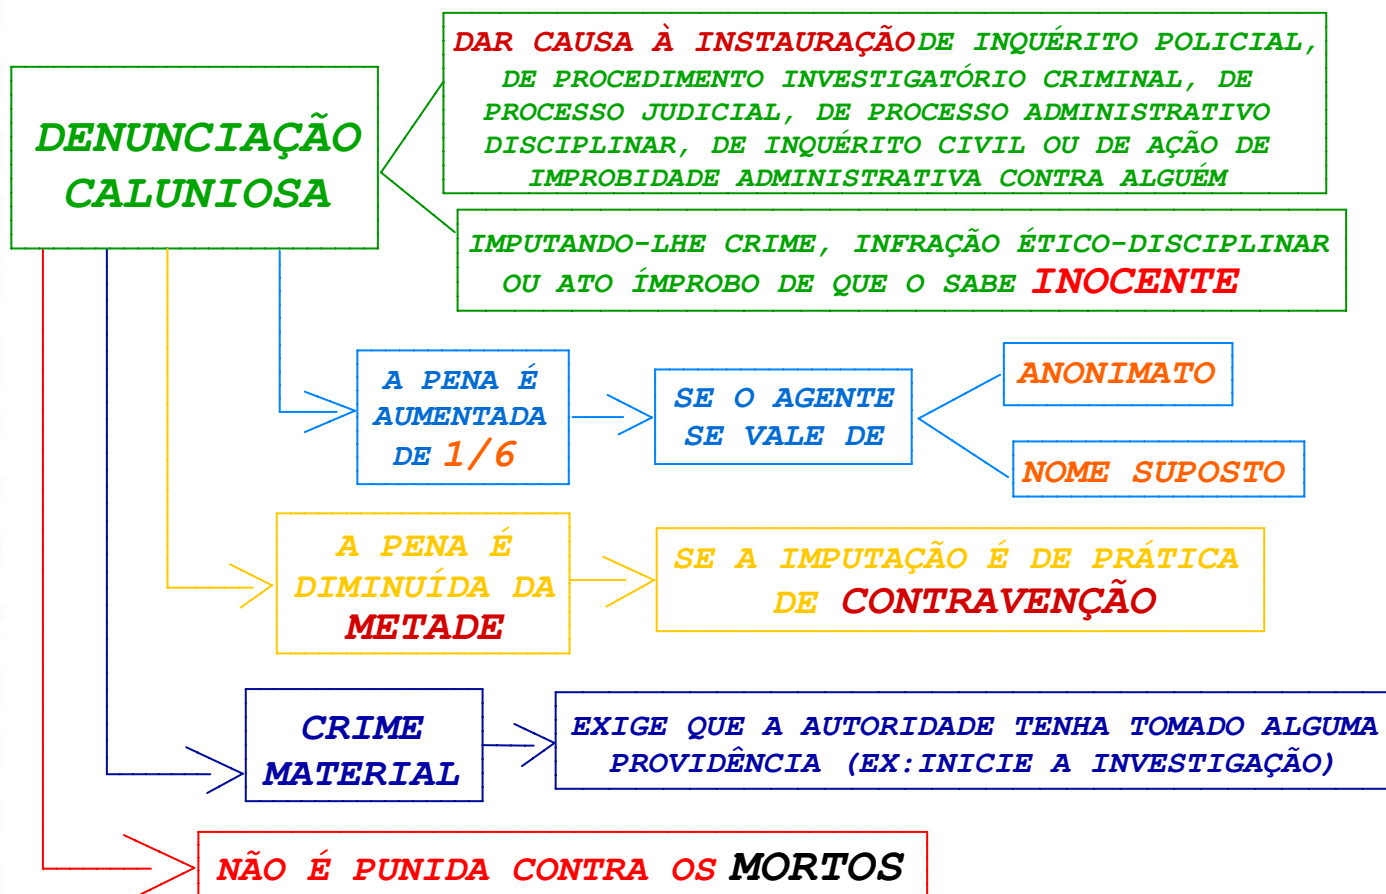 DENUNCIAÇÃO
CALUNIOSA
DAR CAUSA À INSTAURAÇÃO DE INQUÉRITO POLICIAL,
DE PROCEDIMENTO INVESTIGATÓRIO CRIMINAL, DE
PROCESSO JUDICIAL, DE PROCESSO ADMINISTRATIVO
DISCIPLINAR, DE INQUÉRITO CIVIL OU DE AÇÃO DE
IMPROBIDADE ADMINISTRATIVA CONTRA ALGUÉM
IMPUTANDO-LHE CRIME, INFRAÇÃO ÉTICO-DISCIPLINAR
OU ATO ÍMPROBO DE QUE O SABE INOCENTE
A PENA É
AUMENTADA
DE 1/6
SE O AGENTE
SE VALE DE
ANONIMATO
NOME SUPOSTO
A PENA É
DIMINUÍDA DA
METADE
SE A IMPUTAÇÃO É DE PRÁTICA
DE CONTRAVENÇÃO
CRIME
MATERIAL
EXIGE QUE A AUTORIDADE TENHA TOMADO ALGUMA
PROVIDÊNCIA (EX:INICIE A INVESTIGAÇÃO)
NÃO É PUNIDA CONTRA OS MORTOS